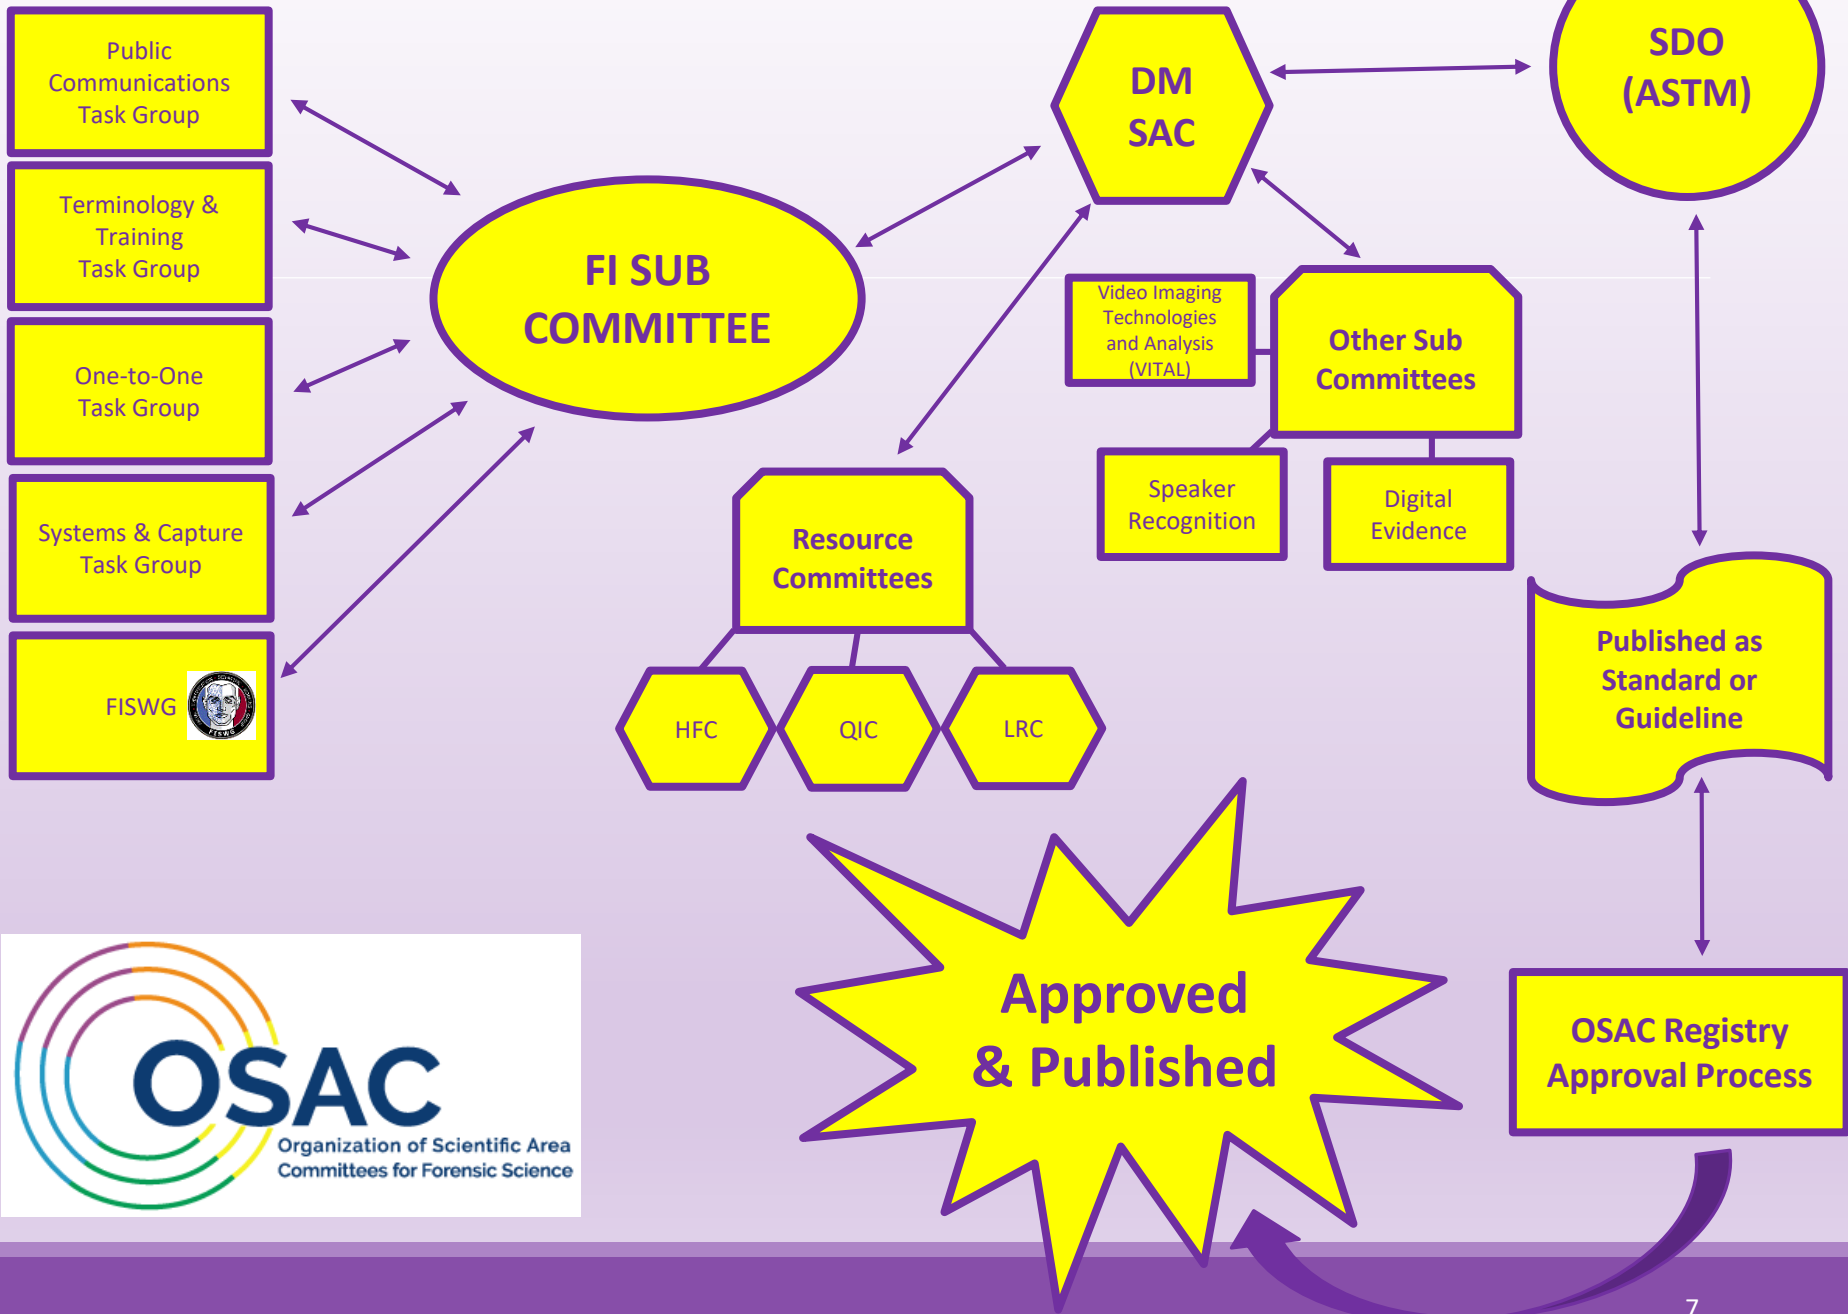 Public
Communications
Task Group
Terminology &
Training
Task Group
One-to-One
Task Group
Systems & Capture
Task Group
FISWG
FISWG
FI SUB
COMMITTEE
DM
SAC
SDO
(ASTM)
Video Imaging
Technologies
and Analysis
(VITAL)
Other Sub
Committees
Speaker
Recognition
Digital
Evidence
Resource
Committees
HFC
QIC
LRC
Published as
Standard or
Guideline
OSAC Registry
Approval Process
Approved
& Published
OSAC
Organization of Scientific Area
Committees for Forensic Science
7